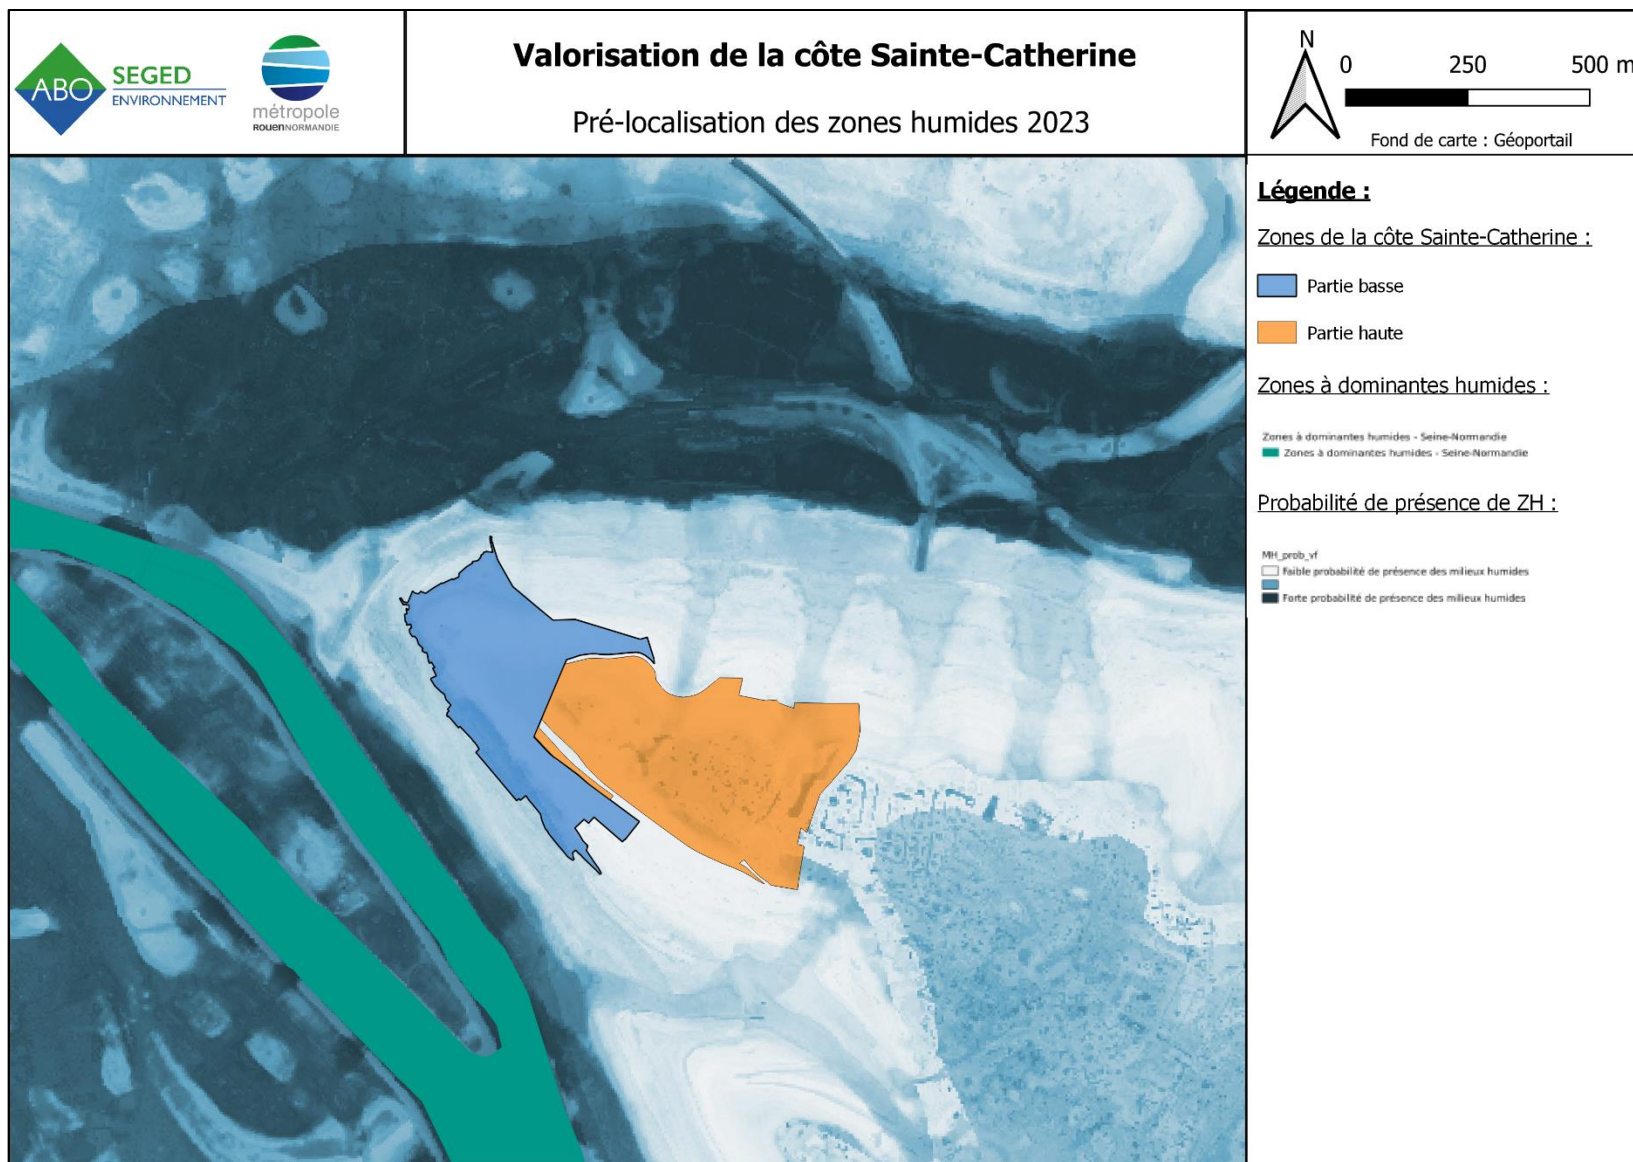 ABO
SEGED
ENVIRONNEMENT
métropole
ROUENNORMANDIE
Valorisation de la côte Sainte-Catherine
Pré-localisation des zones humides 2023
N
0 250 500 m
Fond de carte : Géoportail
Légende :
Zones de la côte Sainte-Catherine :
Partie basse
Partie haute
Zones à dominantes humides :
Zones à dominantes humides - Seine-Normandie
Zones à dominantes humides - Seine-Normandie
Probabilité de présence de ZH :
MH_prob_vf
Faible probabilité de présence des milieux humides
Forte probabilité de présence des milieux humides